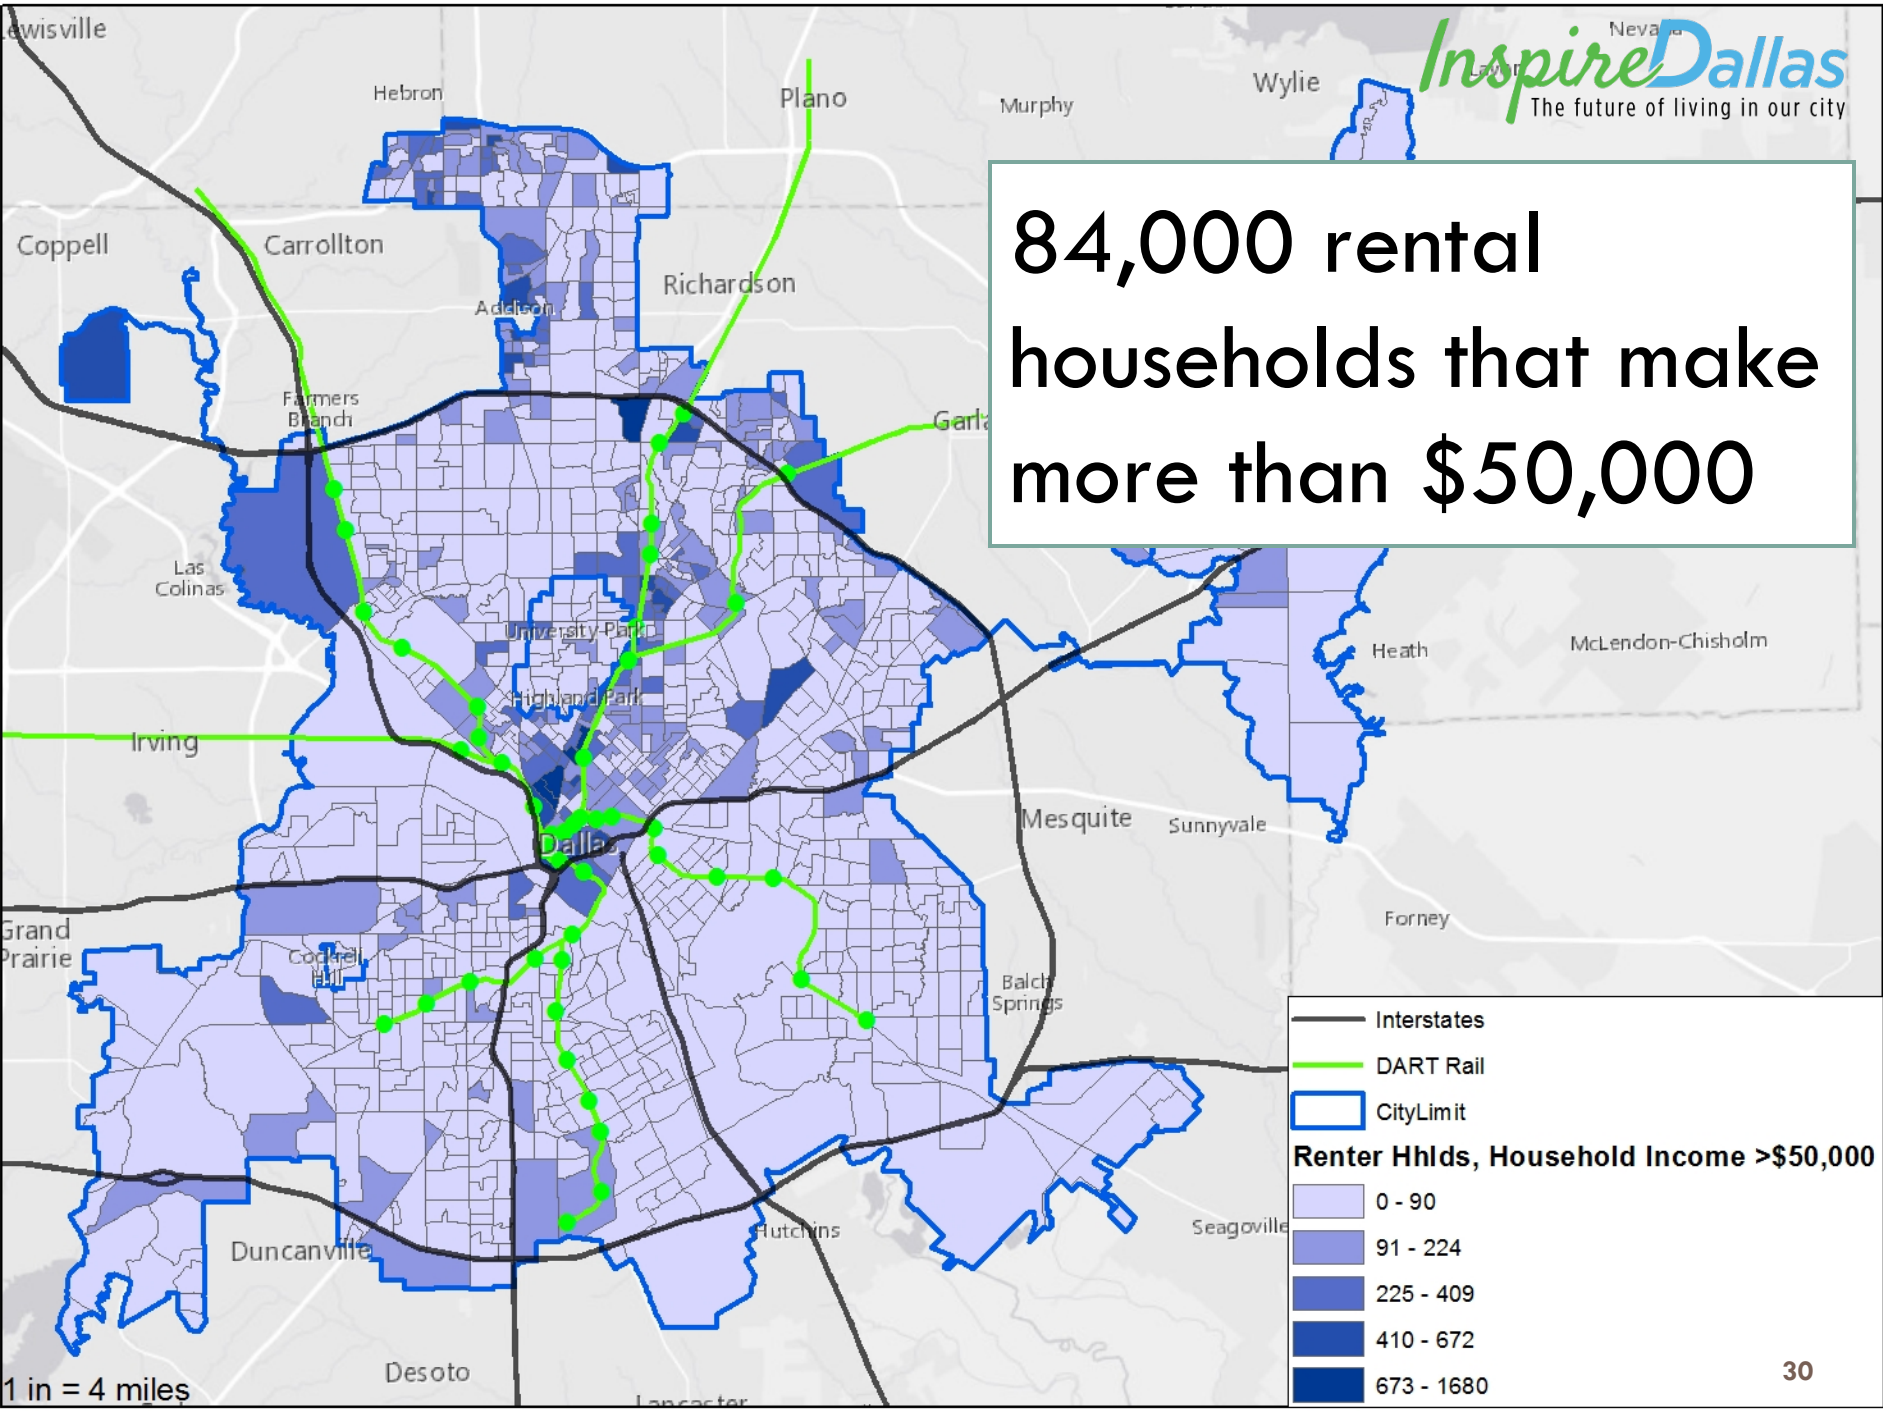 InspireDallas
The future of living in our city
84,000 rental
households that make
more than $50,000
Hebron
Plano
Murphy
Wylie
Coppell
Carrollton
Richardson
Addison
Farmers
Branch
Las
Colinas
University Park
Highland Park
Irving
Dallas
Heath
McLendon-Chisholm
Mesquite
Sunnyvale
Forney
Grand
Prairie
Cockrell
Hill
Balch
Springs
Duncanville
Hutchins
Seagoville
Desoto
1 in = 4 miles
Interstates
DART Rail
CityLimit
Renter Hhlds, Household Income >$50,000
0 - 90
91 - 224
225 - 409
410 - 672
673 - 1680
30